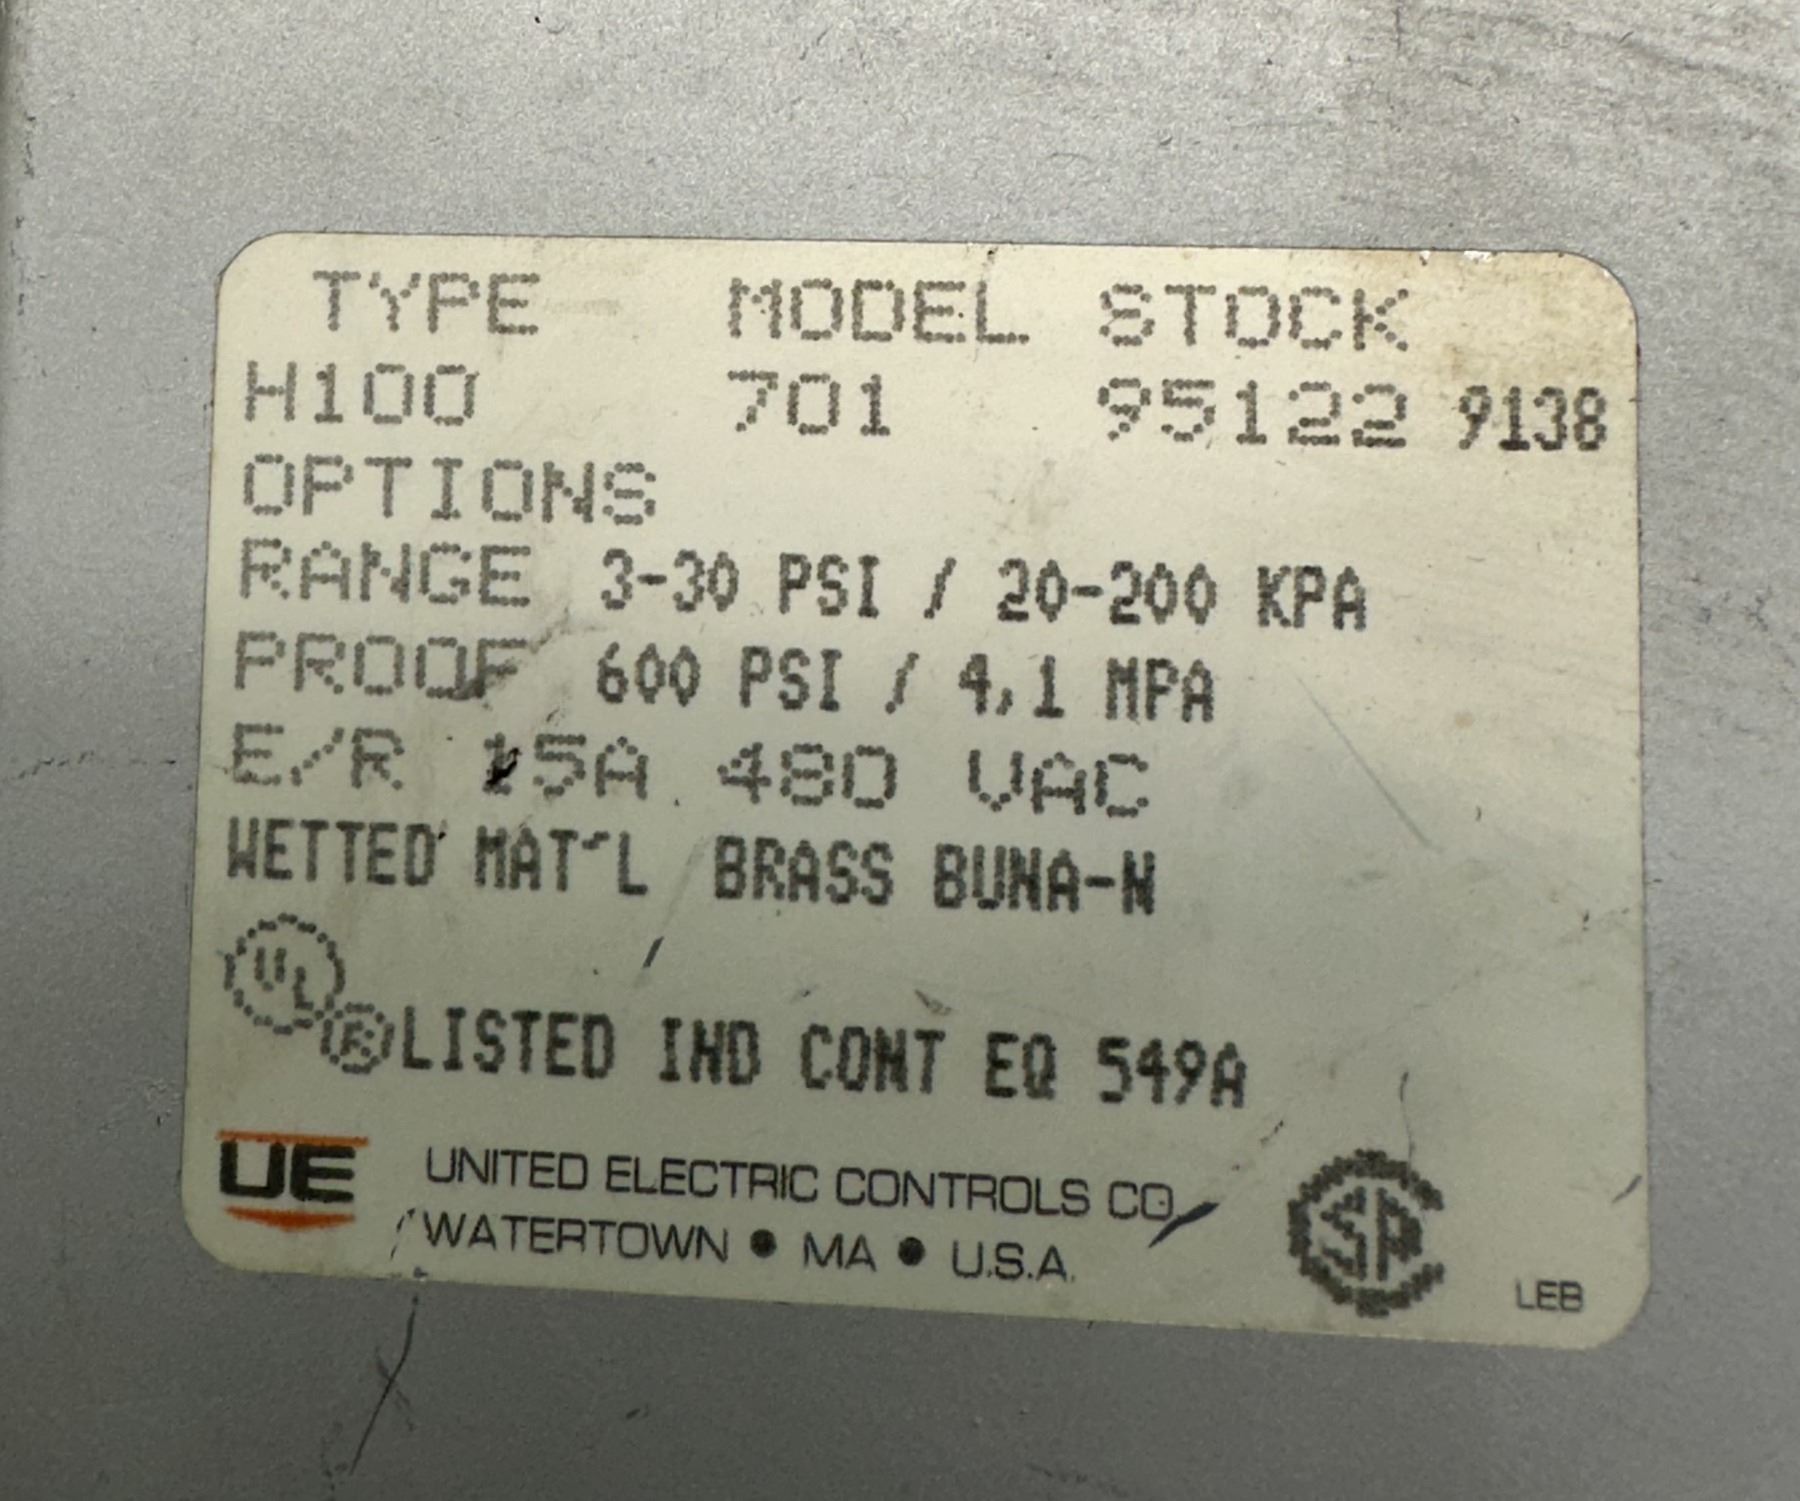 TYPE MODEL STOCK
H100 701 95122 9138
OPTIONS
RANGE 3-30 PSI / 20-200 KPA
PROOF 600 PSI / 4,1 MPA
E/R 15A 480 VAC
WETTED MAT'L BRASS BUNA-N
UL
® LISTED IND CONT EQ 549A
UE UNITED ELECTRIC CONTROLS CO.
WATERTOWN • MA • U.S.A.
SA
LEB